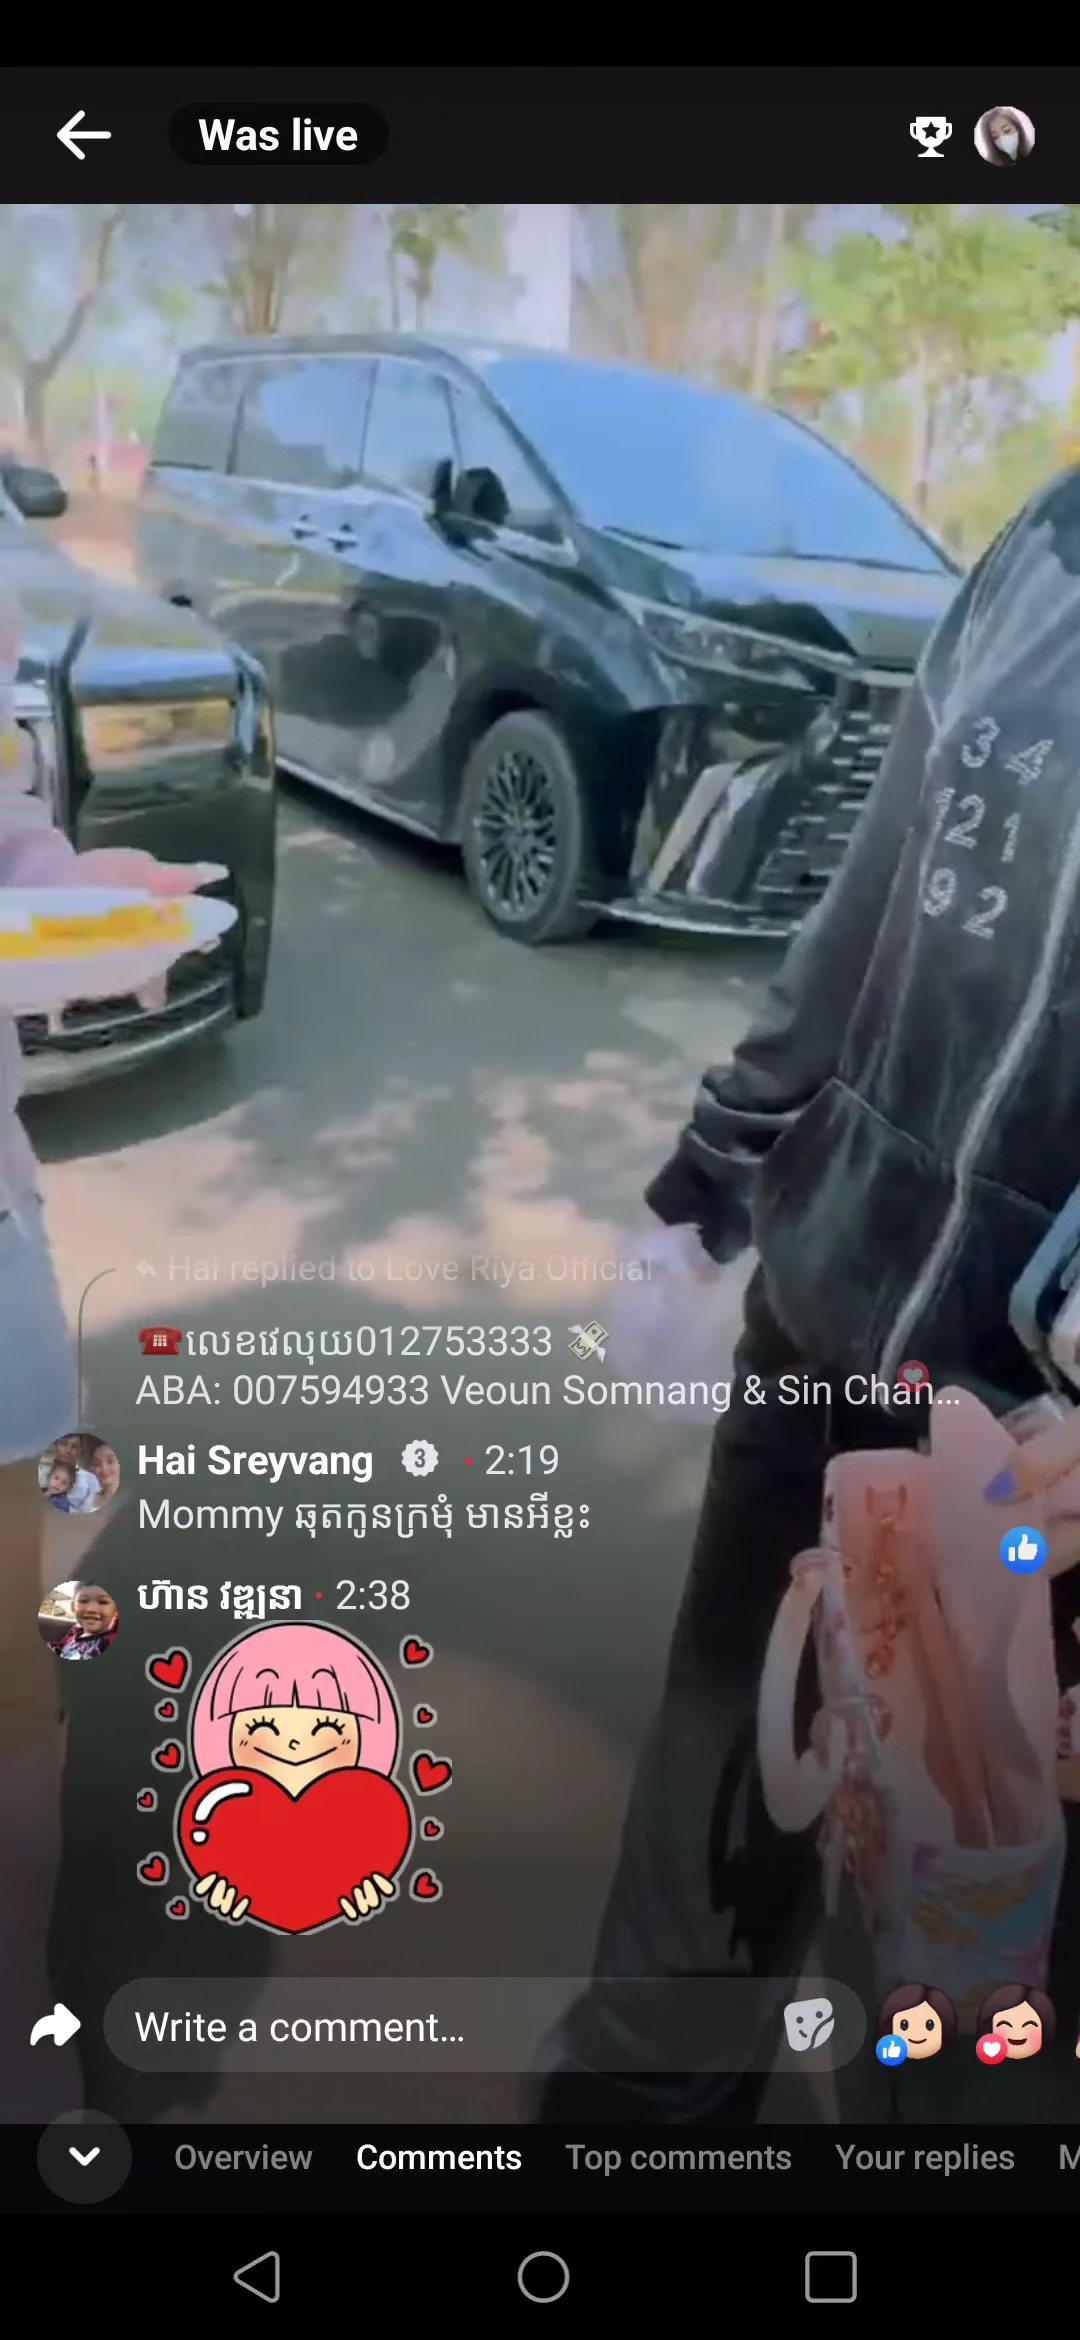 Was live
Hai replied to Love Riya Official
☎️លេខវេលុយ012753333 💸
ABA: 007594933 Veoun Somnang & Sin Chan...
Hai Sreyvang 3 · 2:19
Mommy ឆុតកូនក្រមុំ មានអីខ្លះ
ហ៊ាន វឌ្ឍនា · 2:38
Write a comment...
Overview Comments Top comments Your replies M